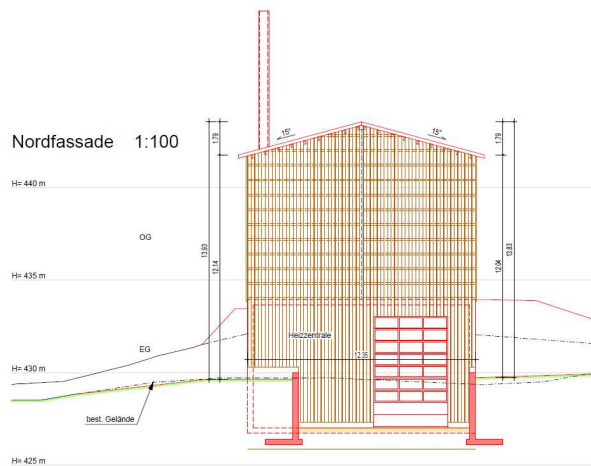 Nordfassade 1:100
15°
15°
1.79
1.79
H= 440 m
OG
13.93
12.14
12.04
13.83
H= 435 m
Heizzentrale
EG
12.36
H= 430 m
best. Gelände
H= 425 m